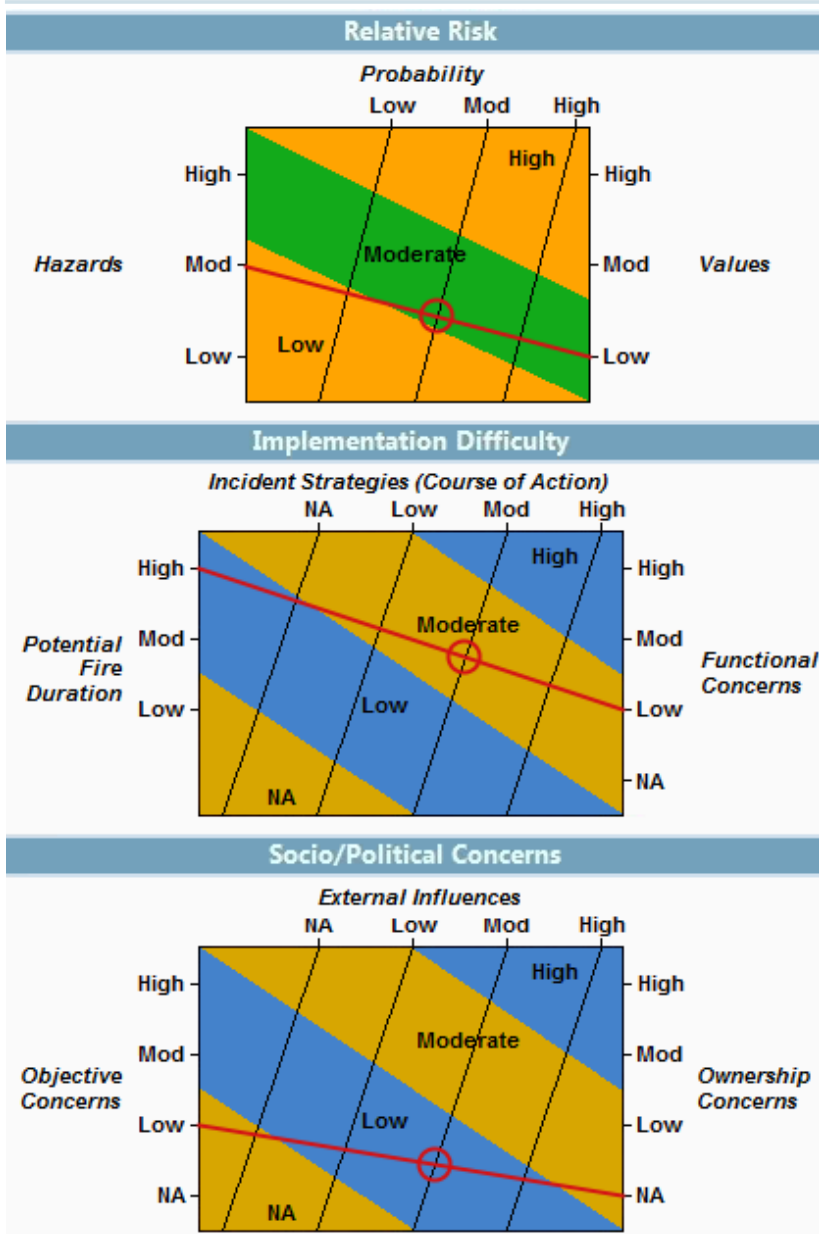 Relative Risk
Probability
Low Mod High
High High High
Moderate
Hazards Mod Mod Values
Low
Low Low
Implementation Difficulty
Incident Strategies (Course of Action)
NA Low Mod High
High
High High
Moderate
Potential Mod Mod
Fire Functional
Duration Concerns
Low Low Low
NA
NA
Socio/Political Concerns
External Influences
NA Low Mod High
High
High High
Moderate
Mod Mod
Objective Ownership
Concerns Concerns
Low Low Low
NA NA
NA